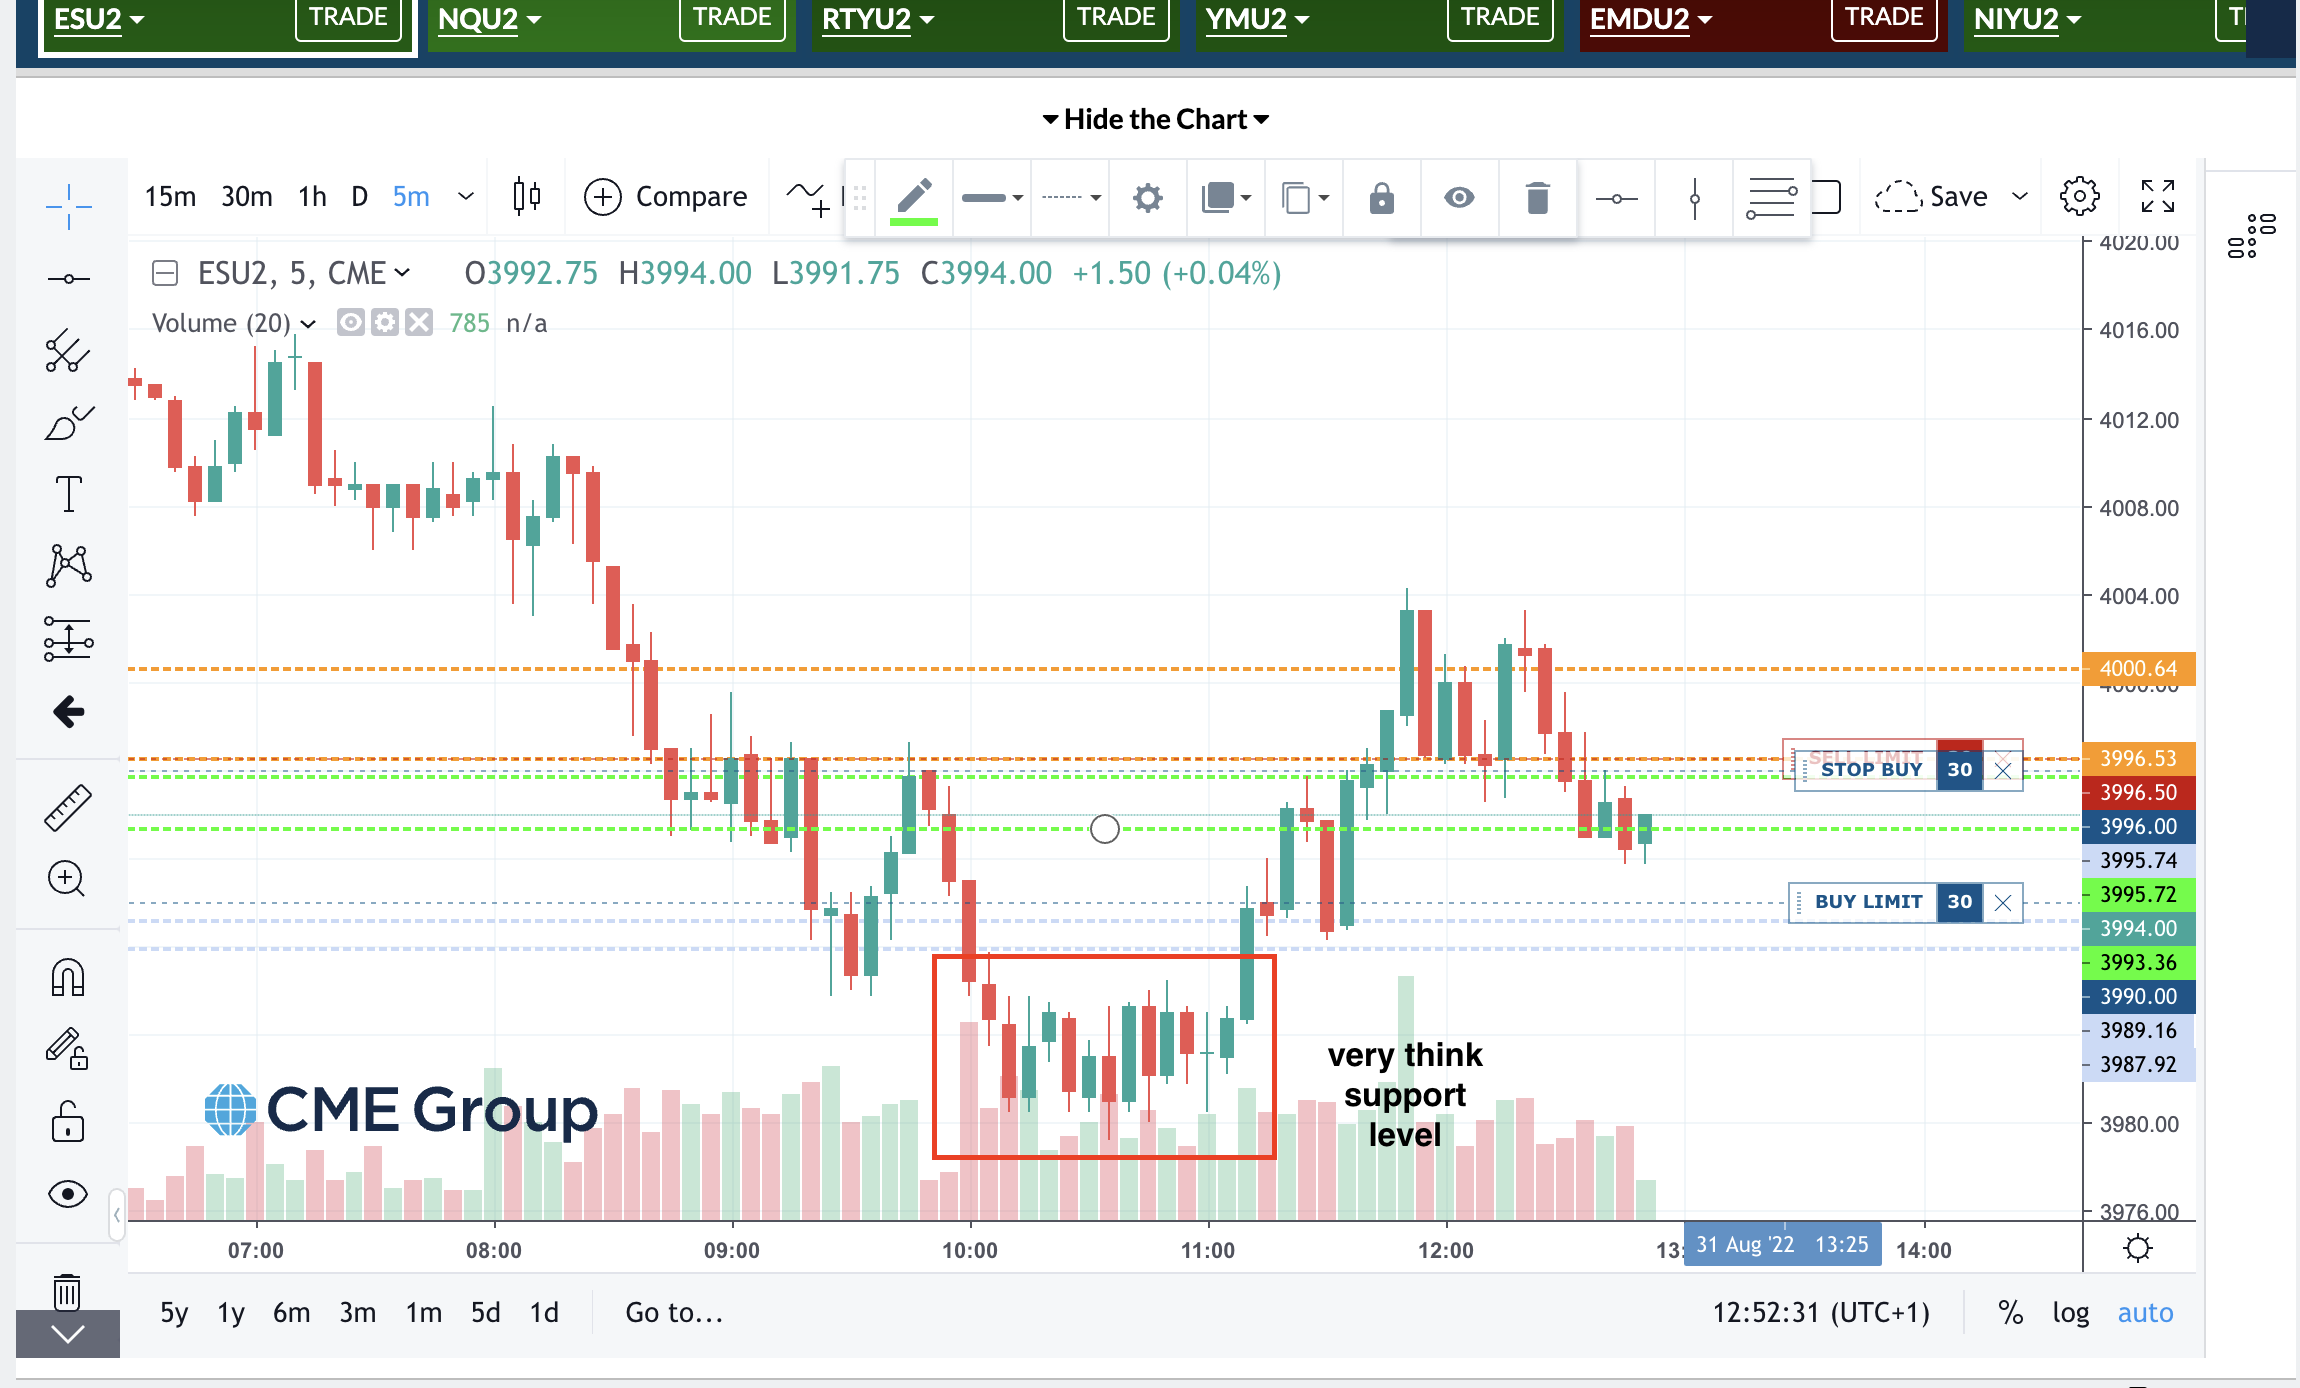 ESU2 TRADE NQU2 TRADE RTYU2 TRADE YMU2 TRADE EMDU2 TRADE NIYU2
Hide the Chart
15m 30m 1h D 5m Compare Save
ESU2, 5, CME O3992.75 H3994.00 L3991.75 C3994.00 +1.50 (+0.04%)
Volume (20) 785 n/a
4020.00
4016.00
4012.00
4008.00
4004.00
4000.64
4000.00
SELL LIMIT
STOP BUY 30
3996.53
3996.50
3996.00
3995.74
BUY LIMIT 30
3995.72
3994.00
3993.36
3990.00
3989.16
3987.92
3980.00
3976.00
very think
support
level
CME Group
07:00 08:00 09:00 10:00 11:00 12:00 13: 31 Aug '22 13:25 14:00
5y 1y 6m 3m 1m 5d 1d Go to... 12:52:31 (UTC+1) % log auto